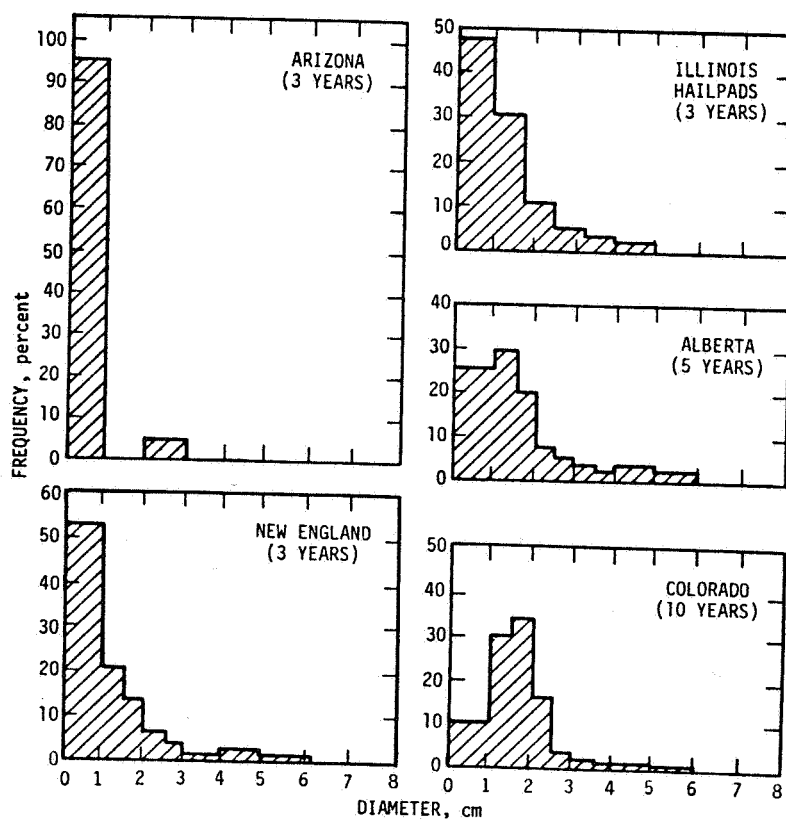 FREQUENCY, percent
100
90
80
70
60
50
40
30
20
10
0
ARIZONA
(3 YEARS)
50
40
30
20
10
0
ILLINOIS
HAILPADS
(3 YEARS)
40
30
20
10
0
ALBERTA
(5 YEARS)
60
50
40
30
20
10
0
NEW ENGLAND
(3 YEARS)
0 1 2 3 4 5 6 7 8
50
40
30
20
10
0
COLORADO
(10 YEARS)
0 1 2 3 4 5 6 7 8
DIAMETER, cm